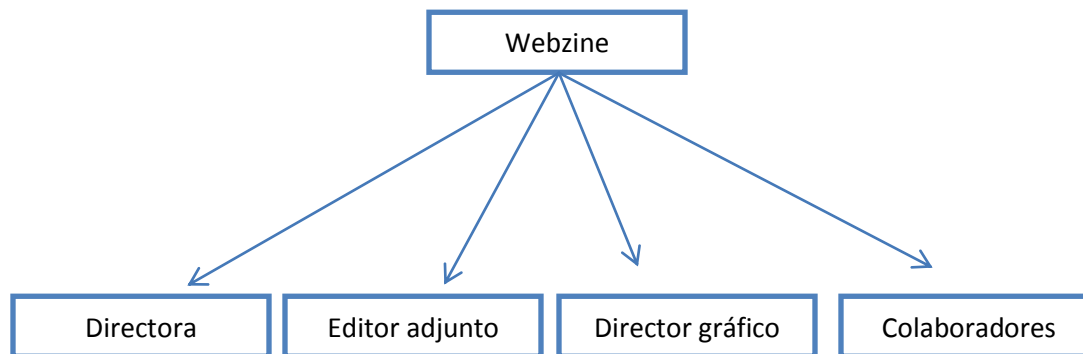 Webzine
Directora
Editor adjunto
Director gráfico
Colaboradores